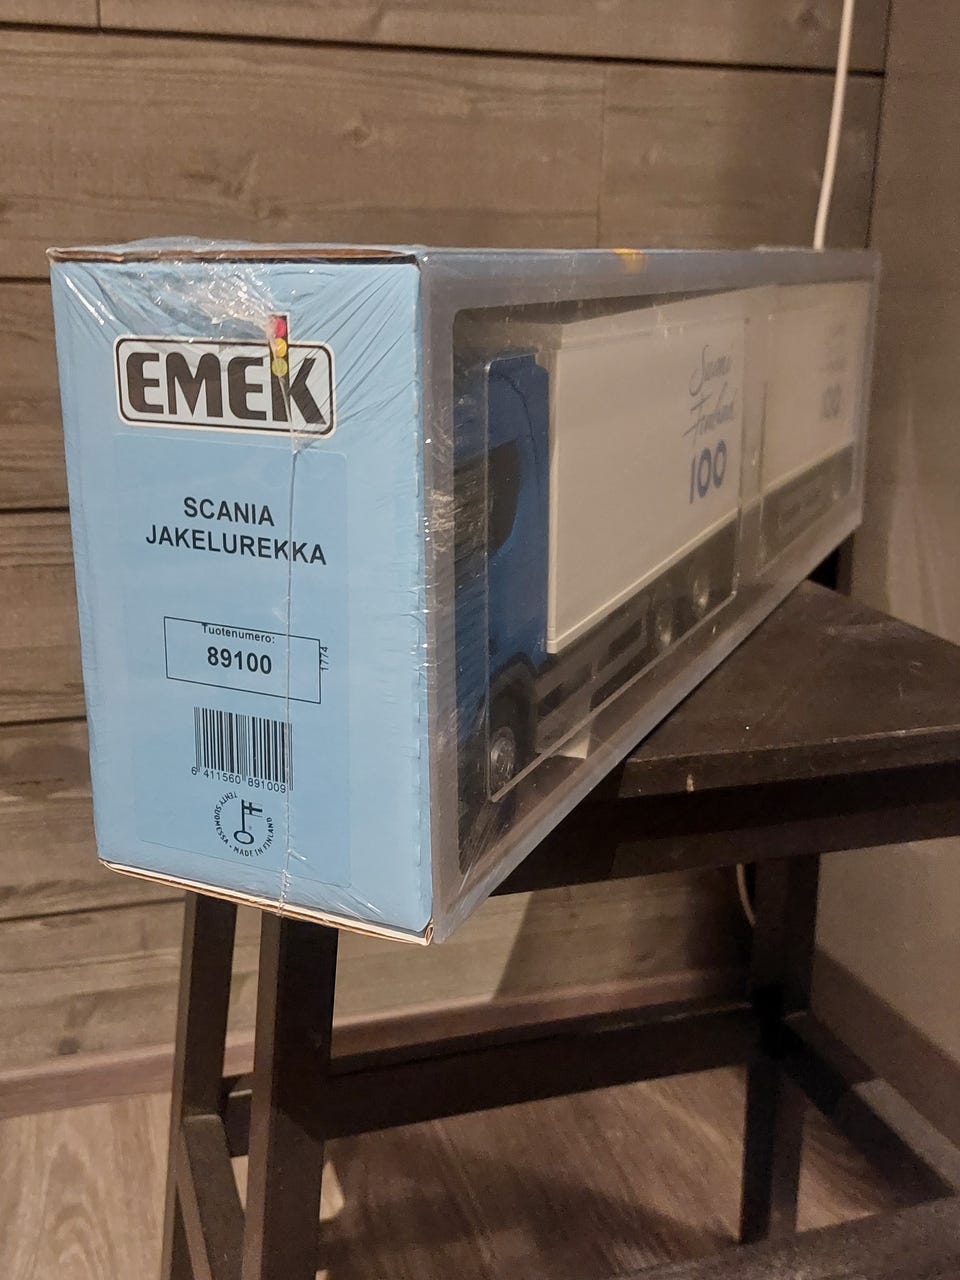 EMEK
SCANIA
JAKELUREKKA
Tuotenumero:
89100
1774
6 411560 891009
TEHTY SUOMESSA • MADE IN FINLAND
Suomi
Finland
100
100